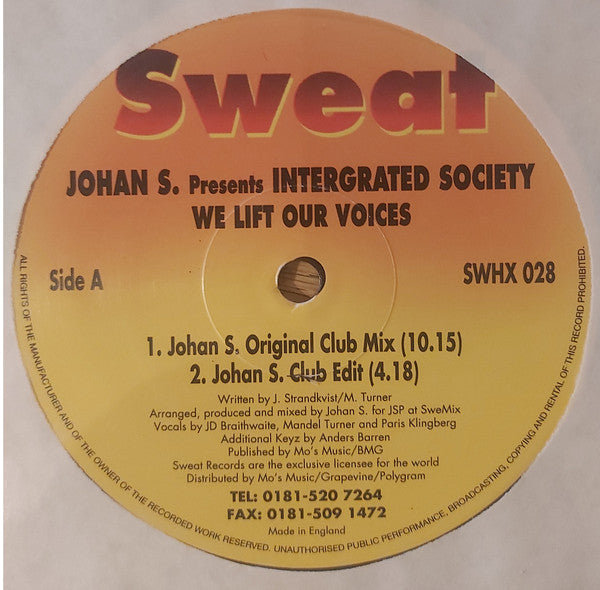 Sweat
JOHAN S. Presents INTERGRATED SOCIETY
WE LIFT OUR VOICES
Side A
SWHX 028
1. Johan S. Original Club Mix (10.15)
2. Johan S. Club Edit (4.18)
Written by J. Strandkvist/M. Turner
Arranged, produced and mixed by Johan S. for JSP at SweMix
Vocals by JD Braithwaite, Mandel Turner and Paris Klingberg
Additional Keyz by Anders Barren
Published by Mo's Music/BMG
Sweat Records are the exclusive licensee for the world
Distributed by Mo's Music/Grapevine/Polygram
TEL: 0181-520 7264
FAX: 0181-509 1472
Made in England
ALL RIGHTS OF THE MANUFACTURER AND OF THE OWNER OF THE RECORDED WORK RESERVED. UNAUTHORISED PUBLIC PERFORMANCE, BROADCASTING, COPYING AND RENTAL OF THIS RECORD PROHIBITED.